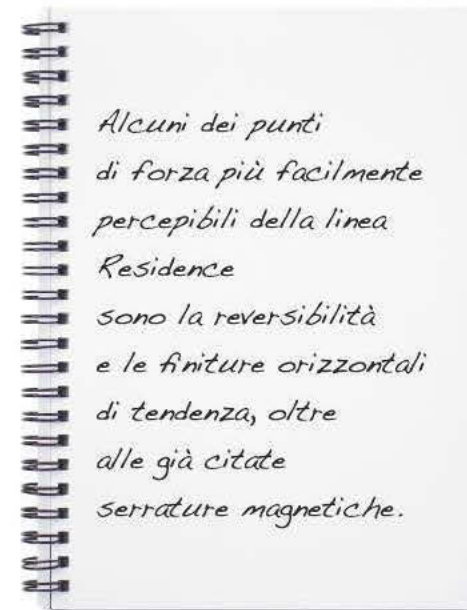 Alcuni dei punti
di forza più facilmente
percepibili della linea
Residence
sono la reversibilità
e le finiture orizzontali
di tendenza, oltre
alle già citate
serrature magnetiche.